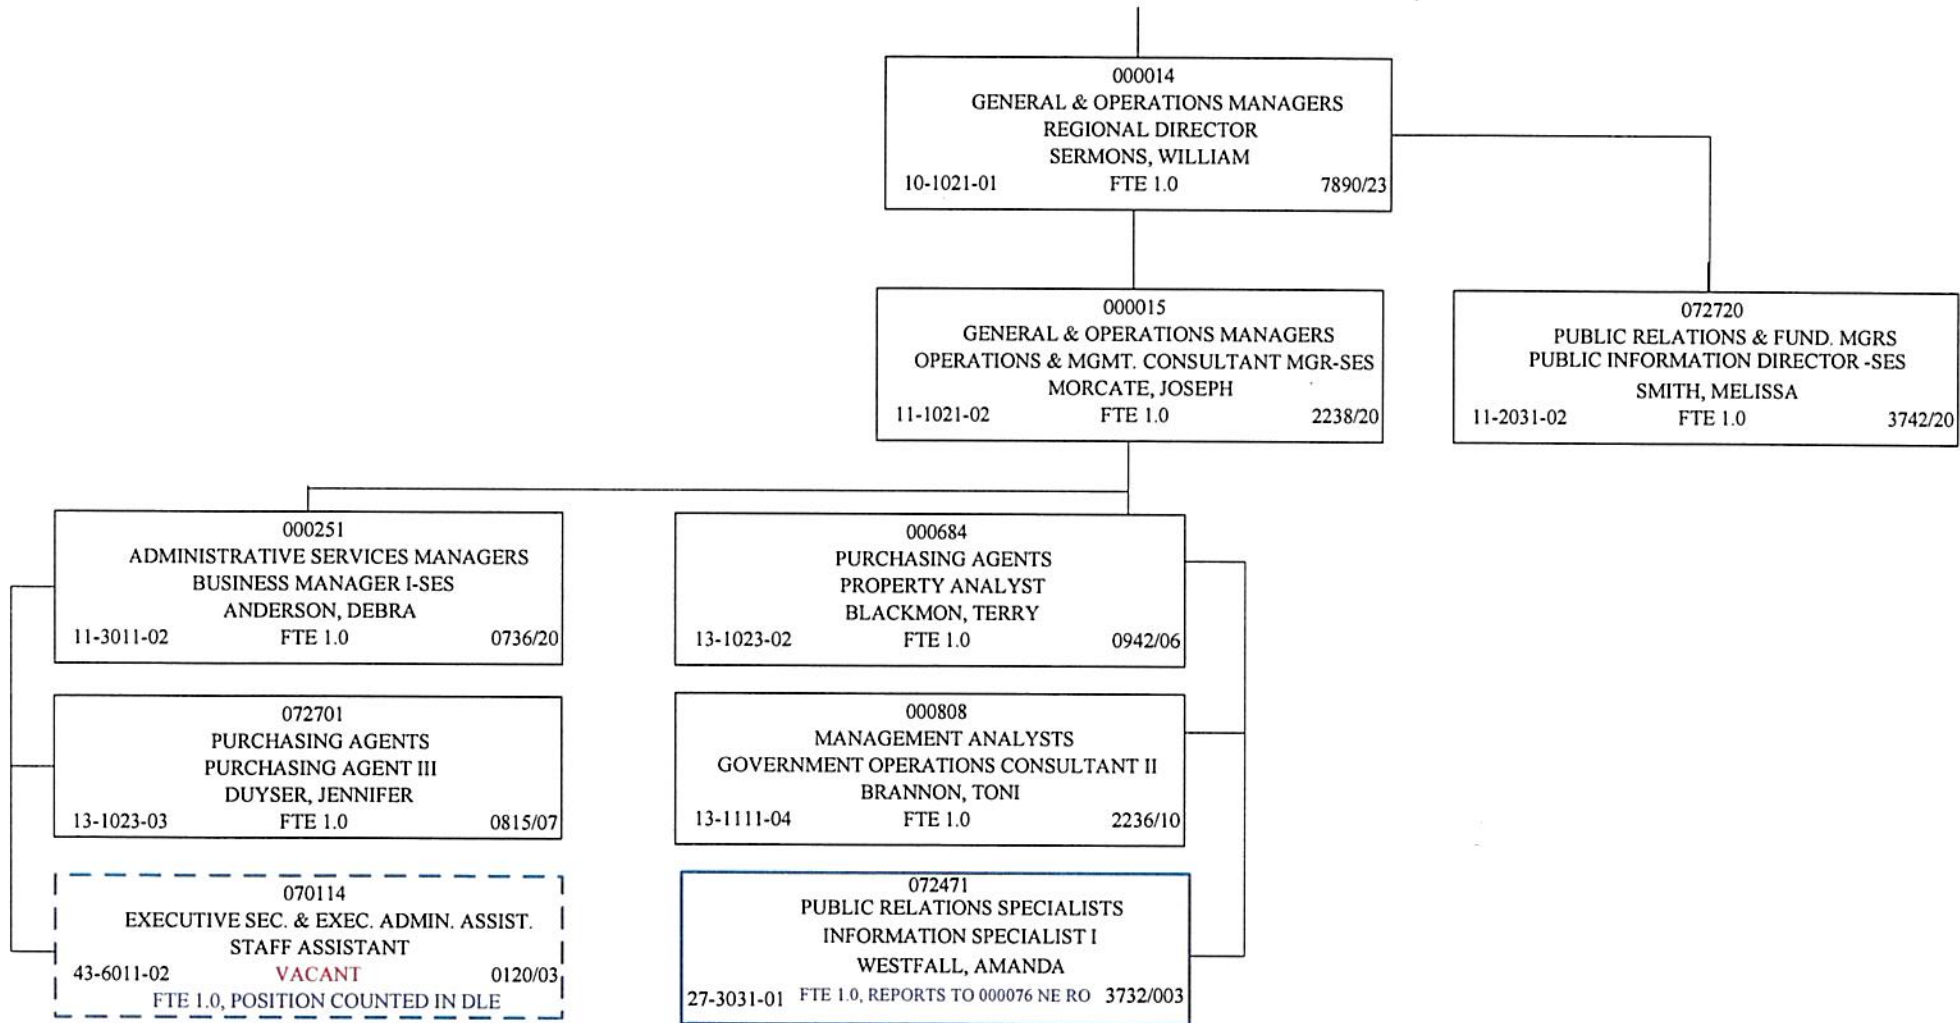 000014
GENERAL & OPERATIONS MANAGERS
REGIONAL DIRECTOR
SERMONS, WILLIAM
10-1021-01 FTE 1.0 7890/23
000015
GENERAL & OPERATIONS MANAGERS
OPERATIONS & MGMT. CONSULTANT MGR-SES
MORCATE, JOSEPH
11-1021-02 FTE 1.0 2238/20
072720
PUBLIC RELATIONS & FUND. MGRS
PUBLIC INFORMATION DIRECTOR -SES
SMITH, MELISSA
11-2031-02 FTE 1.0 3742/20
000251
ADMINISTRATIVE SERVICES MANAGERS
BUSINESS MANAGER I-SES
ANDERSON, DEBRA
11-3011-02 FTE 1.0 0736/20
000684
PURCHASING AGENTS
PROPERTY ANALYST
BLACKMON, TERRY
13-1023-02 FTE 1.0 0942/06
072701
PURCHASING AGENTS
PURCHASING AGENT III
DUYSER, JENNIFER
13-1023-03 FTE 1.0 0815/07
000808
MANAGEMENT ANALYSTS
GOVERNMENT OPERATIONS CONSULTANT II
BRANNON, TONI
13-1111-04 FTE 1.0 2236/10
070114
EXECUTIVE SEC. & EXEC. ADMIN. ASSIST.
STAFF ASSISTANT
43-6011-02 VACANT 0120/03
FTE 1.0, POSITION COUNTED IN DLE
072471
PUBLIC RELATIONS SPECIALISTS
INFORMATION SPECIALIST I
WESTFALL, AMANDA
27-3031-01 FTE 1.0, REPORTS TO 000076 NE RO 3732/003